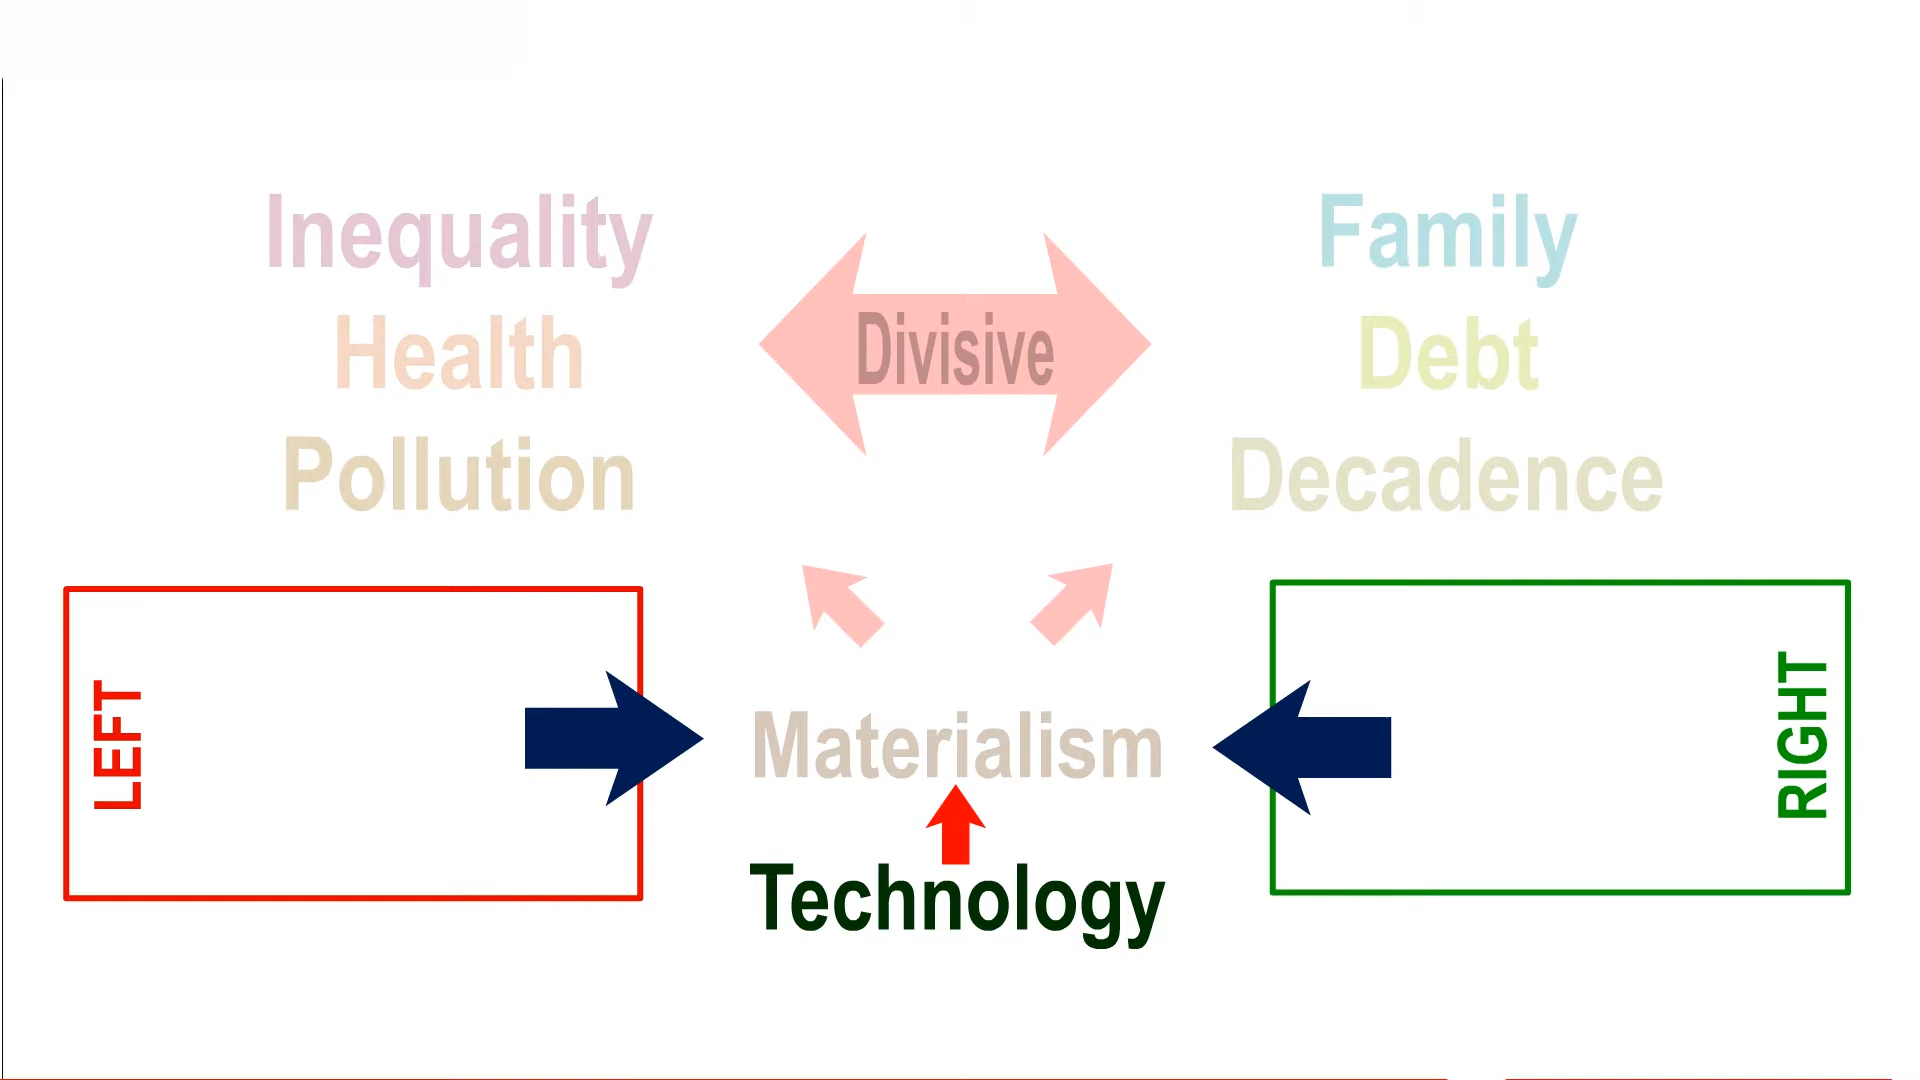 Inequality
Health
Pollution
Divisive
Family
Debt
Decadence
LEFT
Materialism
Technology
RIGHT